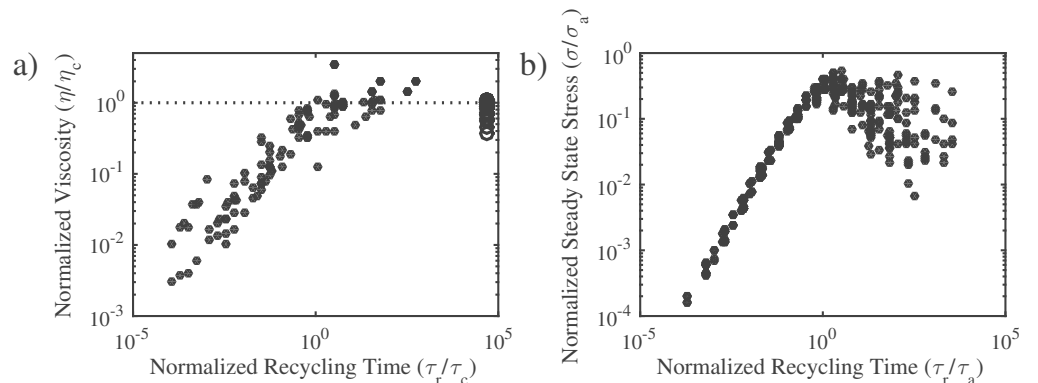 a)
Normalized Viscosity (η/η_c)
10^0
10^-1
10^-2
10^-3
10^-5
10^0
10^5
Normalized Recycling Time (τ_r/τ_c)
b)
Normalized Steady State Stress (σ/σ_a)
10^0
10^-1
10^-2
10^-3
10^-4
10^-5
10^0
10^5
Normalized Recycling Time (τ_r/τ_a)